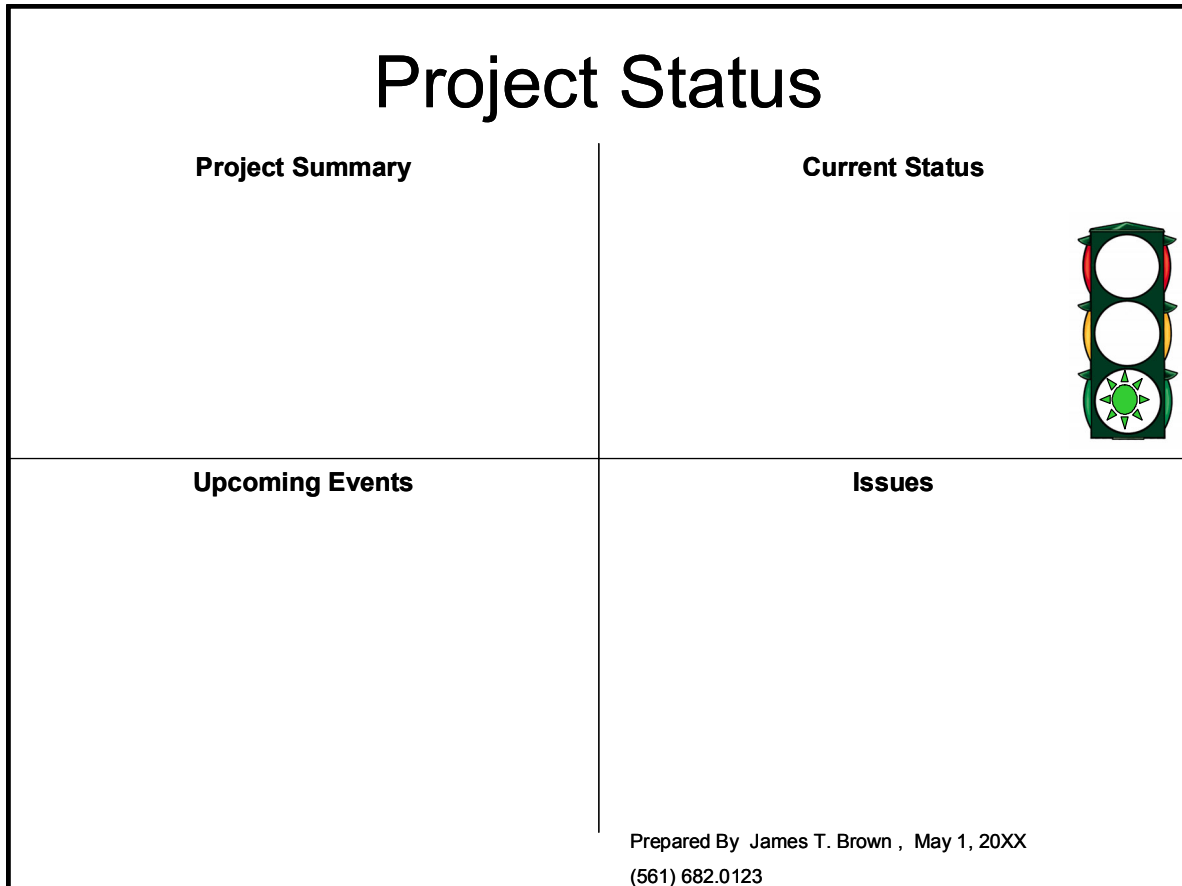 Project Status
Project Summary
Current Status
Upcoming Events
Issues
Prepared By  James T. Brown ,  May 1, 20XX
(561) 682.0123